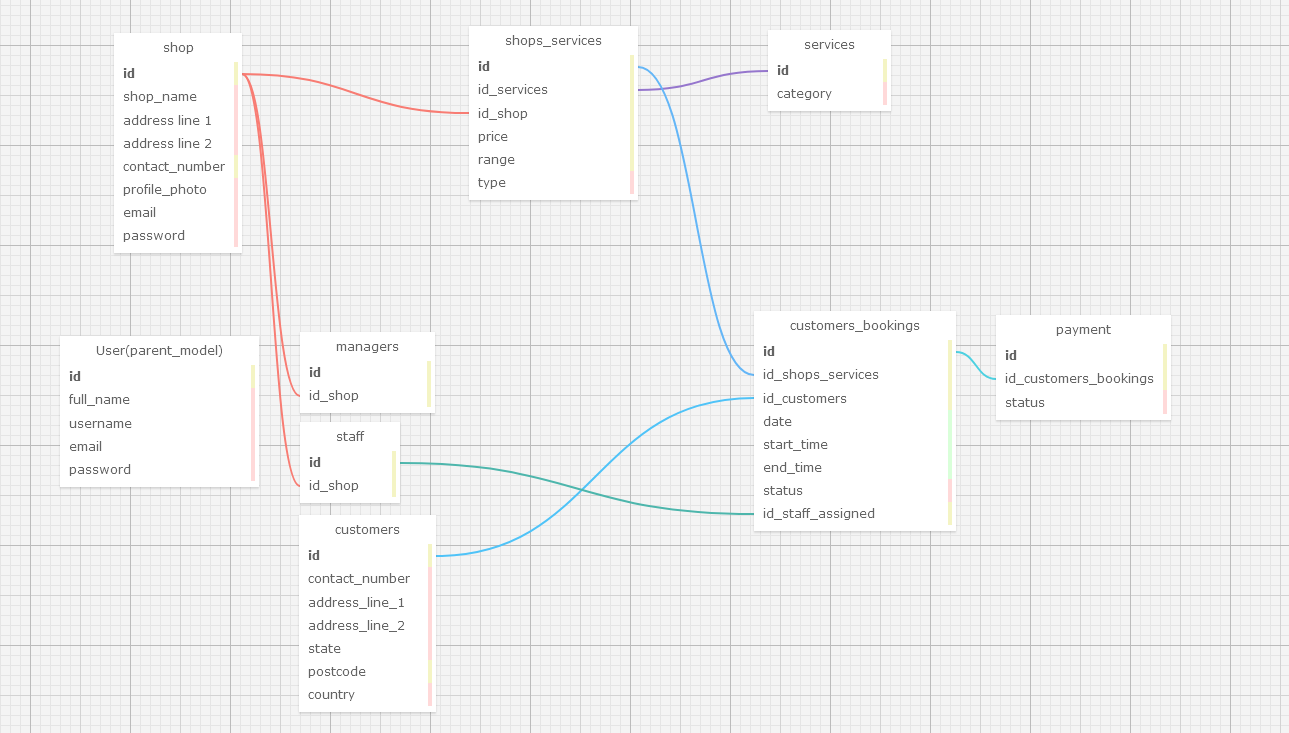 shop
id
shop_name
address line 1
address line 2
contact_number
profile_photo
email
password
shops_services
id
id_services
id_shop
price
range
type
services
id
category
User(parent_model)
id
full_name
username
email
password
managers
id
id_shop
staff
id
id_shop
customers
id
contact_number
address_line_1
address_line_2
state
postcode
country
customers_bookings
id
id_shops_services
id_customers
date
start_time
end_time
status
id_staff_assigned
payment
id
id_customers_bookings
status